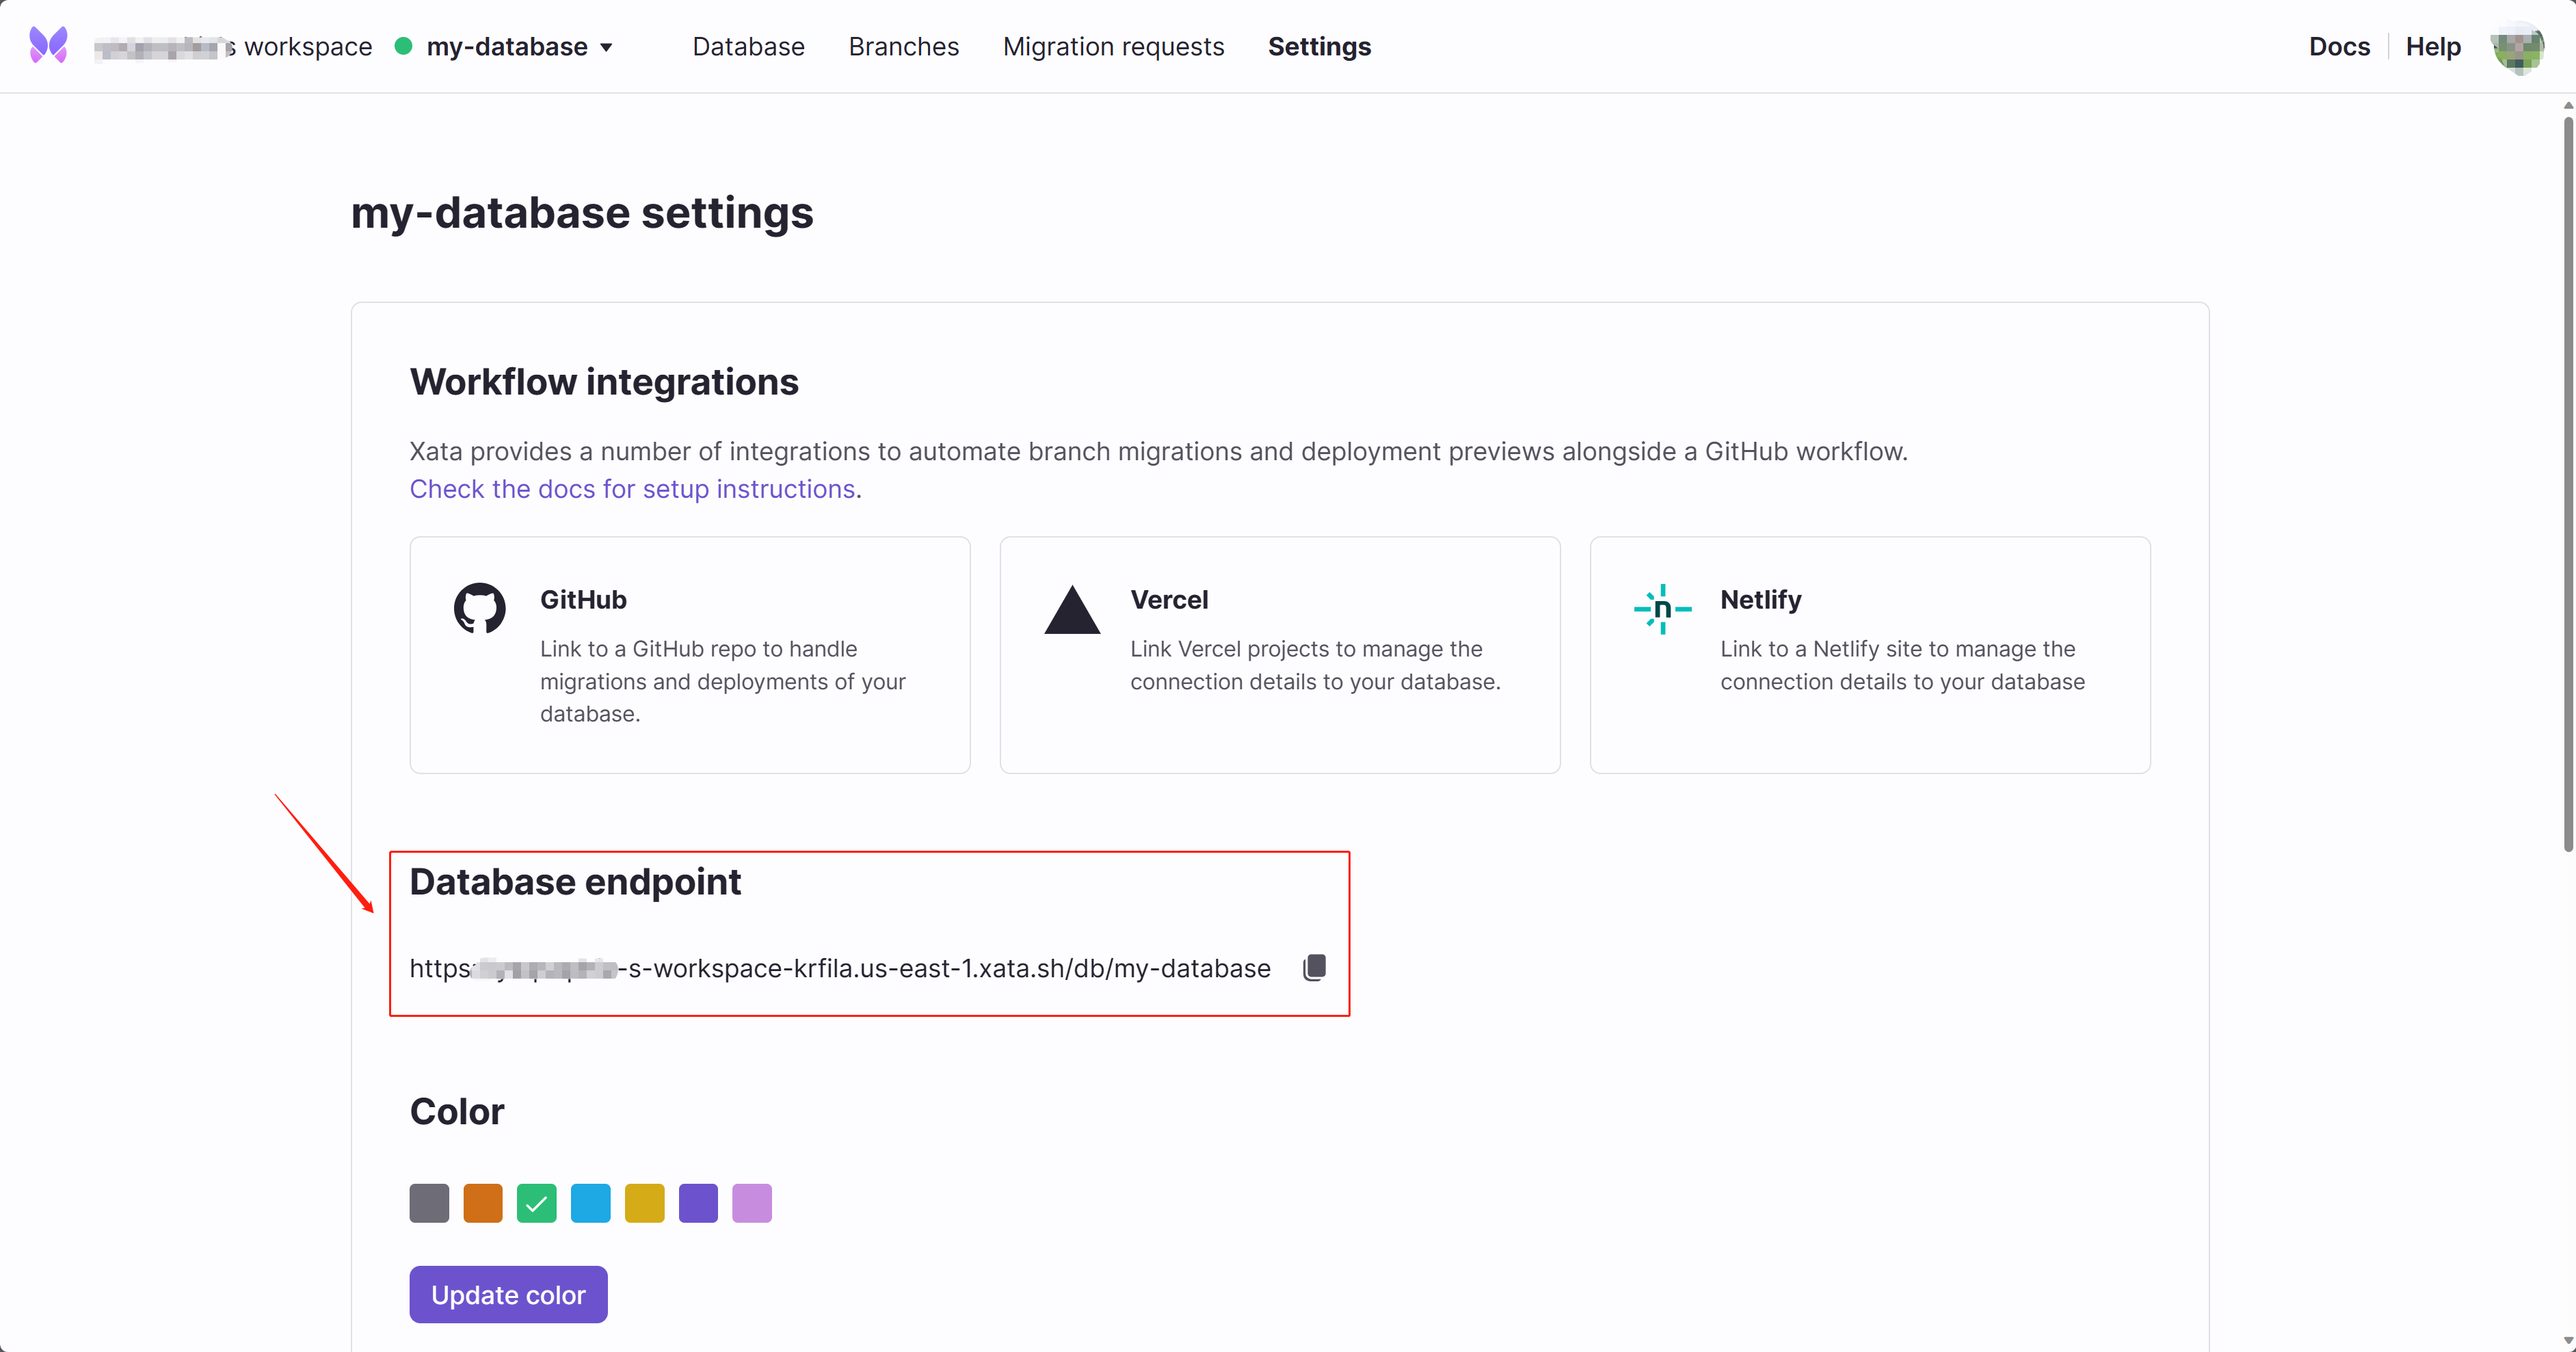 s workspace
my-database
Database
Branches
Migration requests
Settings
Docs
Help
my-database settings
Workflow integrations
Xata provides a number of integrations to automate branch migrations and deployment previews alongside a GitHub workflow.
Check the docs for setup instructions.
GitHub
Link to a GitHub repo to handle
migrations and deployments of your
database.
Vercel
Link Vercel projects to manage the
connection details to your database.
Netlify
n
Link to a Netlify site to manage the
connection details to your database
Database endpoint
https -s-workspace-krfila.us-east-1.xata.sh/db/my-database
Color
Update color